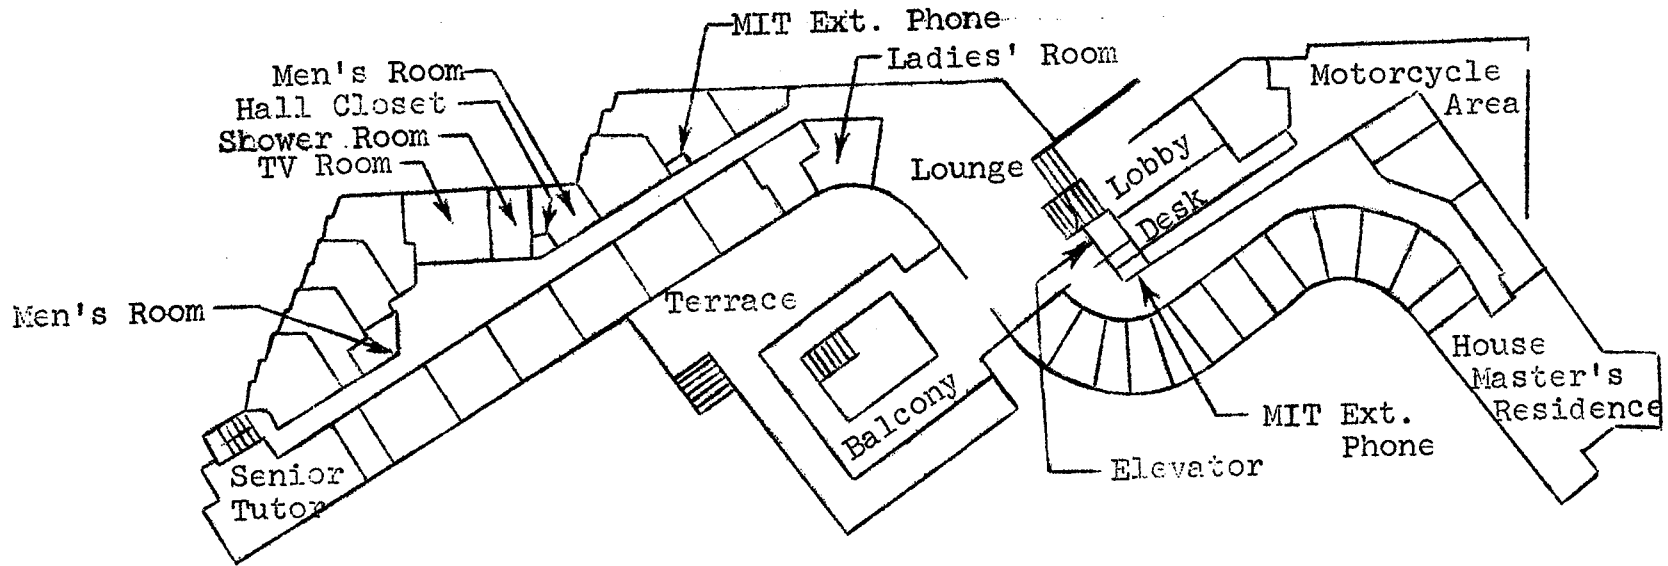 MIT Ext. Phone
Ladies' Room
Men's Room
Hall Closet
Shower Room
TV Room
Motorcycle
Area
Lounge
Lobby
Desk
Men's Room
Terrace
House
Master's
Residence
Balcony
MIT Ext.
Phone
Elevator
Senior
Tutor